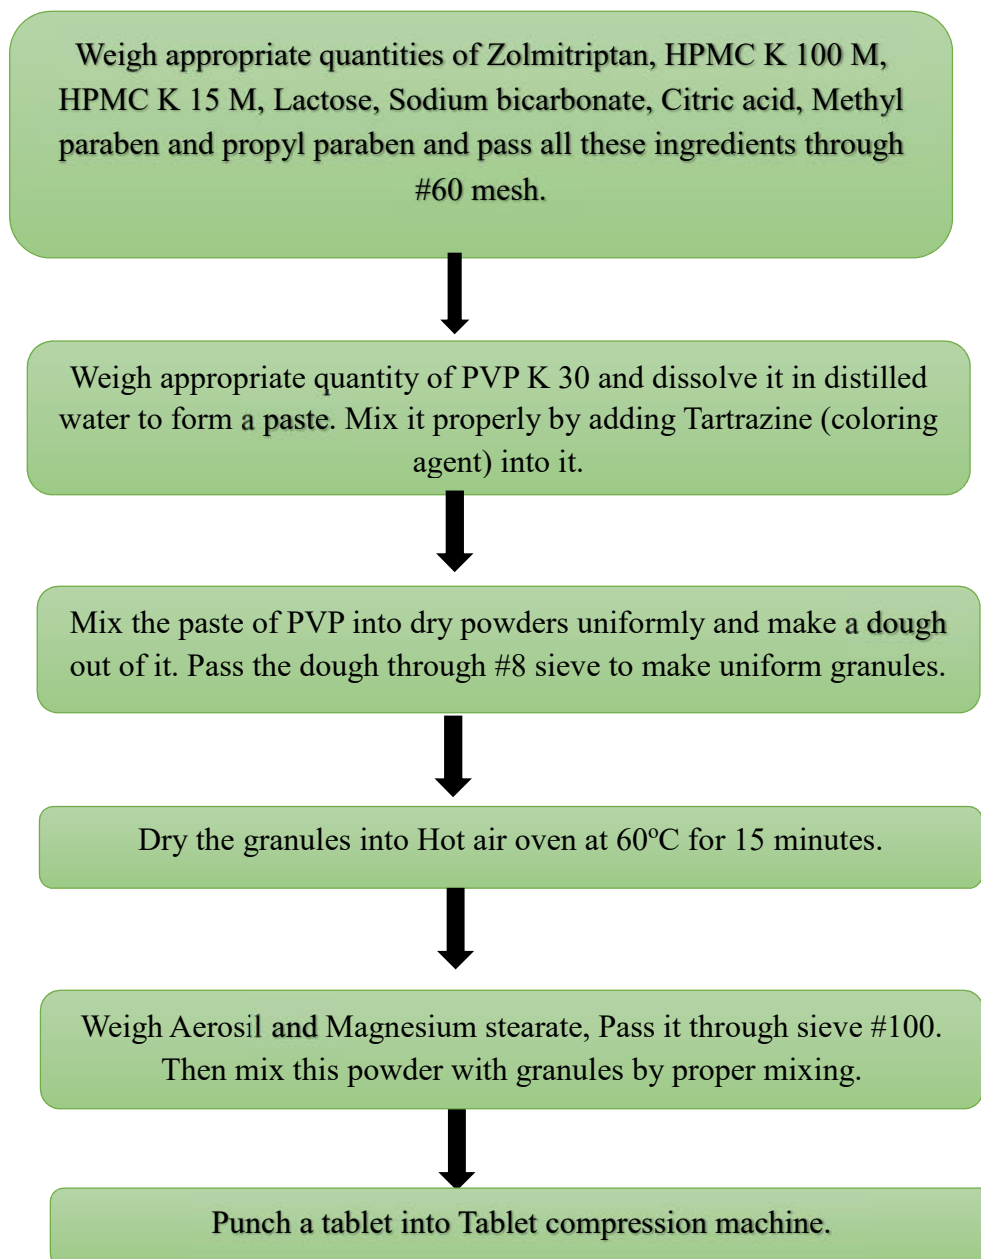 Weigh appropriate quantities of Zolmitriptan, HPMC K 100 M,
HPMC K 15 M, Lactose, Sodium bicarbonate, Citric acid, Methyl
paraben and propyl paraben and pass all these ingredients through
#60 mesh.
Weigh appropriate quantity of PVP K 30 and dissolve it in distilled
water to form a paste. Mix it properly by adding Tartrazine (coloring
agent) into it.
Mix the paste of PVP into dry powders uniformly and make a dough
out of it. Pass the dough through #8 sieve to make uniform granules.
Dry the granules into Hot air oven at 60ºC for 15 minutes.
Weigh Aerosil and Magnesium stearate, Pass it through sieve #100.
Then mix this powder with granules by proper mixing.
Punch a tablet into Tablet compression machine.